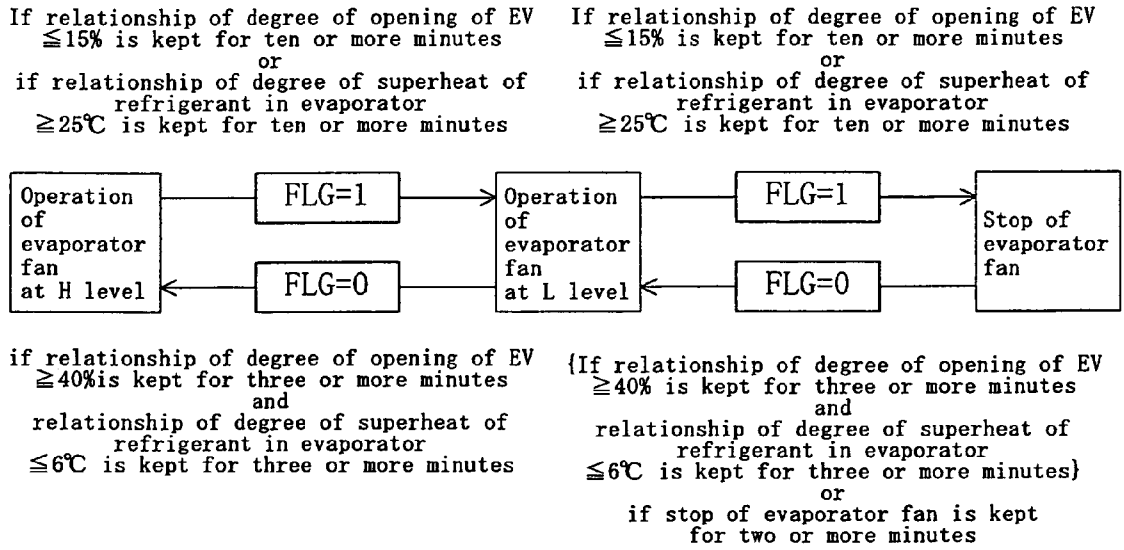 If relationship of degree of opening of EV
≦15% is kept for ten or more minutes
or
if relationship of degree of superheat of
refrigerant in evaporator
≧25℃ is kept for ten or more minutes
If relationship of degree of opening of EV
≦15% is kept for ten or more minutes
or
if relationship of degree of superheat of
refrigerant in evaporator
≧25℃ is kept for ten or more minutes
Operation
of
evaporator
fan
at H level
FLG=1
FLG=0
Operation
of
evaporator
fan
at L level
FLG=1
FLG=0
Stop of
evaporator
fan
if relationship of degree of opening of EV
≧40%is kept for three or more minutes
and
relationship of degree of superheat of
refrigerant in evaporator
≦6℃ is kept for three or more minutes
{If relationship of degree of opening of EV
≧40% is kept for three or more minutes
and
relationship of degree of superheat of
refrigerant in evaporator
≦6℃ is kept for three or more minutes}
or
if stop of evaporator fan is kept
for two or more minutes